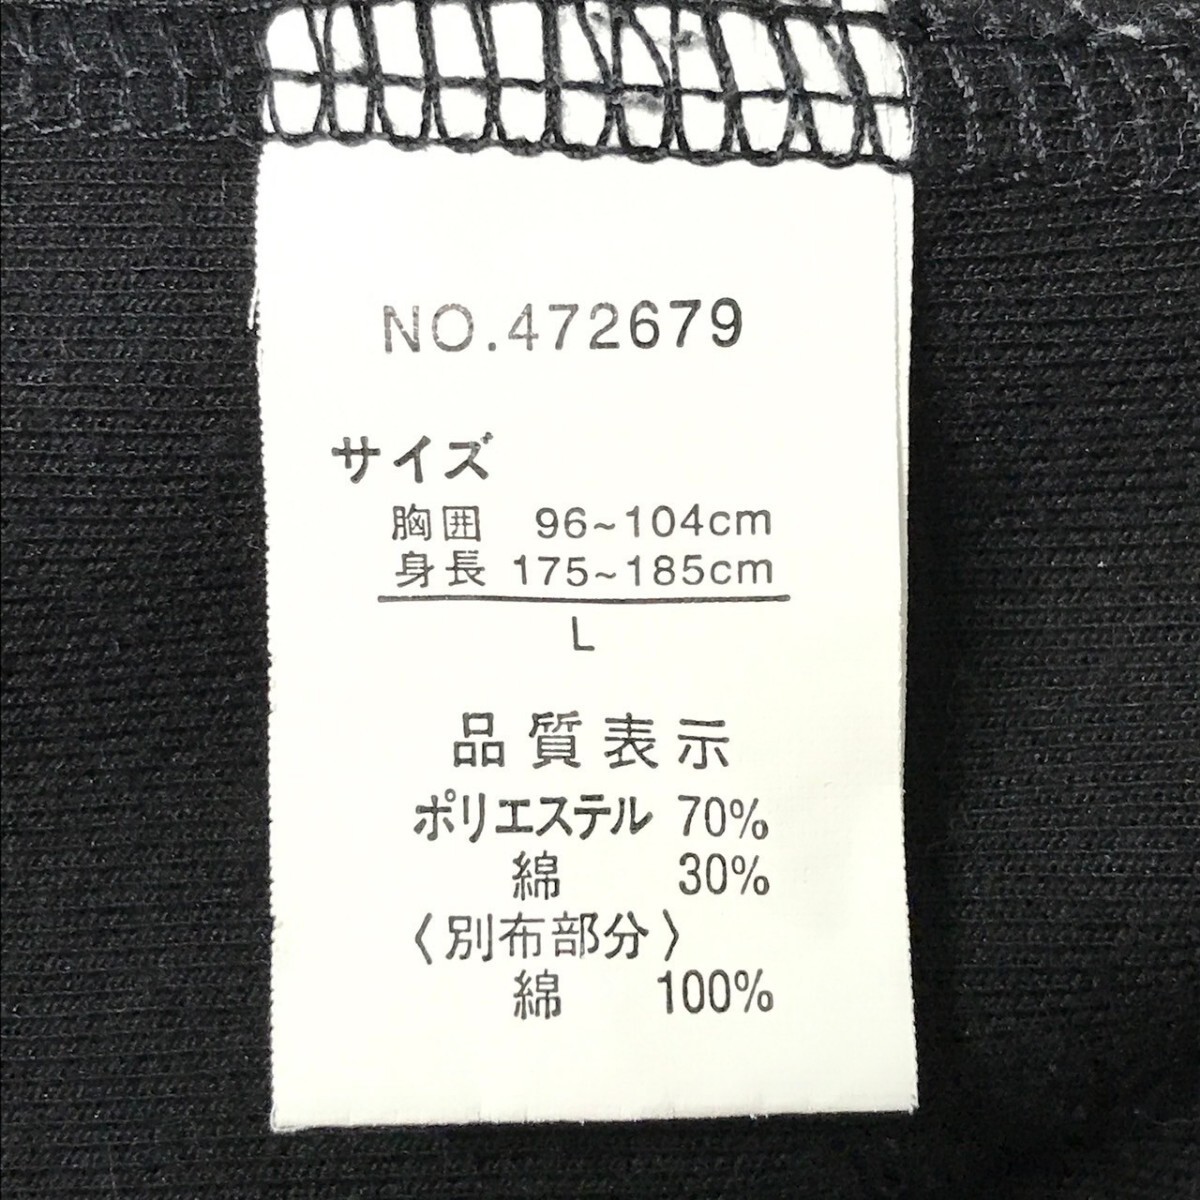 NO.472679
サイズ
胸囲 96~104cm
身長 175~185cm
L
品質表示
ポリエステル 70%
綿 30%
〈別布部分〉
綿 100%